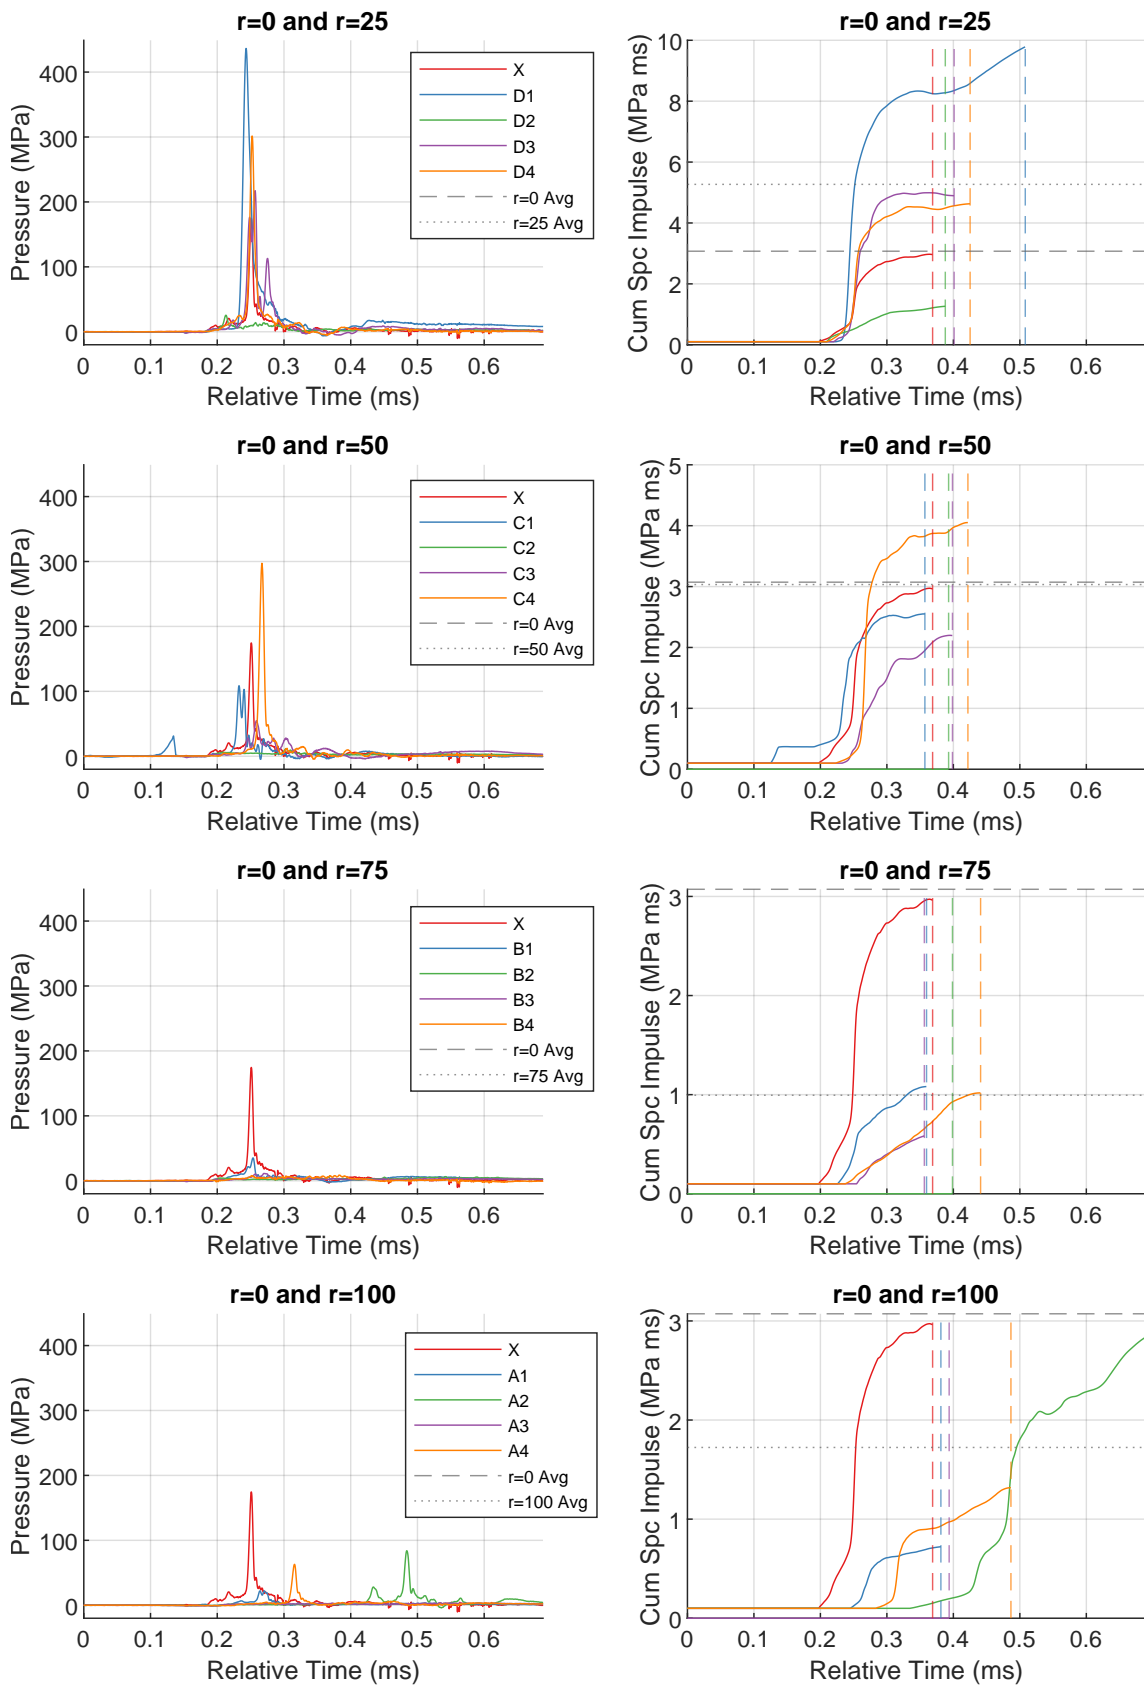 r=0 and r=25
Pressure (MPa)
400
300
200
100
0
0 0.1 0.2 0.3 0.4 0.5 0.6
Relative Time (ms)
X
D1
D2
D3
D4
r=0 Avg
r=25 Avg
r=0 and r=25
Cum Spc Impulse (MPa ms)
10
8
6
4
2
0
0 0.1 0.2 0.3 0.4 0.5 0.6
Relative Time (ms)
r=0 and r=50
Pressure (MPa)
400
300
200
100
0
0 0.1 0.2 0.3 0.4 0.5 0.6
Relative Time (ms)
X
C1
C2
C3
C4
r=0 Avg
r=50 Avg
r=0 and r=50
Cum Spc Impulse (MPa ms)
5
4
3
2
1
0
0 0.1 0.2 0.3 0.4 0.5 0.6
Relative Time (ms)
r=0 and r=75
Pressure (MPa)
400
300
200
100
0
0 0.1 0.2 0.3 0.4 0.5 0.6
Relative Time (ms)
X
B1
B2
B3
B4
r=0 Avg
r=75 Avg
r=0 and r=75
Cum Spc Impulse (MPa ms)
3
2
1
0
0 0.1 0.2 0.3 0.4 0.5 0.6
Relative Time (ms)
r=0 and r=100
Pressure (MPa)
400
300
200
100
0
0 0.1 0.2 0.3 0.4 0.5 0.6
Relative Time (ms)
X
A1
A2
A3
A4
r=0 Avg
r=100 Avg
r=0 and r=100
Cum Spc Impulse (MPa ms)
3
2
1
0
0 0.1 0.2 0.3 0.4 0.5 0.6
Relative Time (ms)